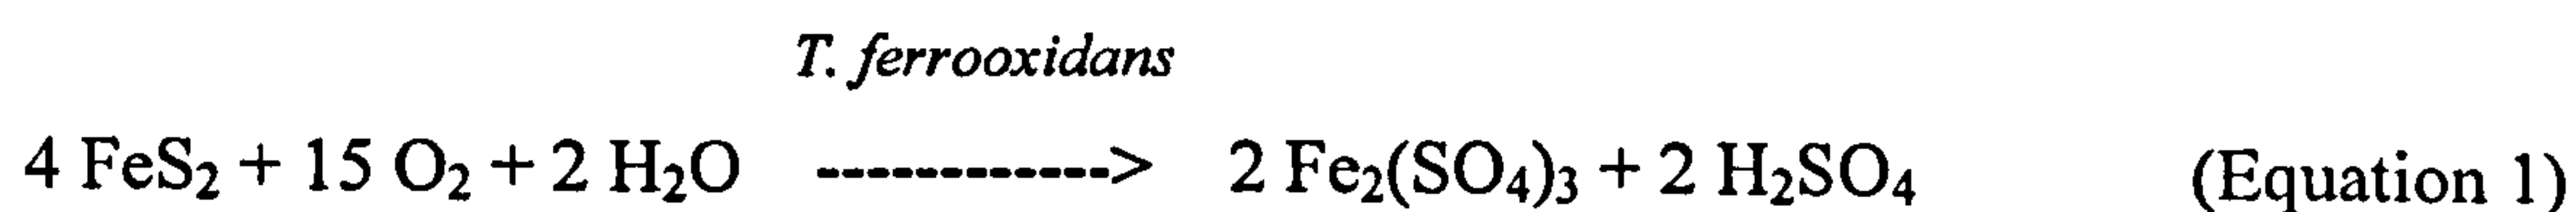 T. ferrooxidans
4 FeS₂ + 15 O₂ + 2 H₂O ------------> 2 Fe₂(SO₄)₃ + 2 H₂SO₄ (Equation 1)